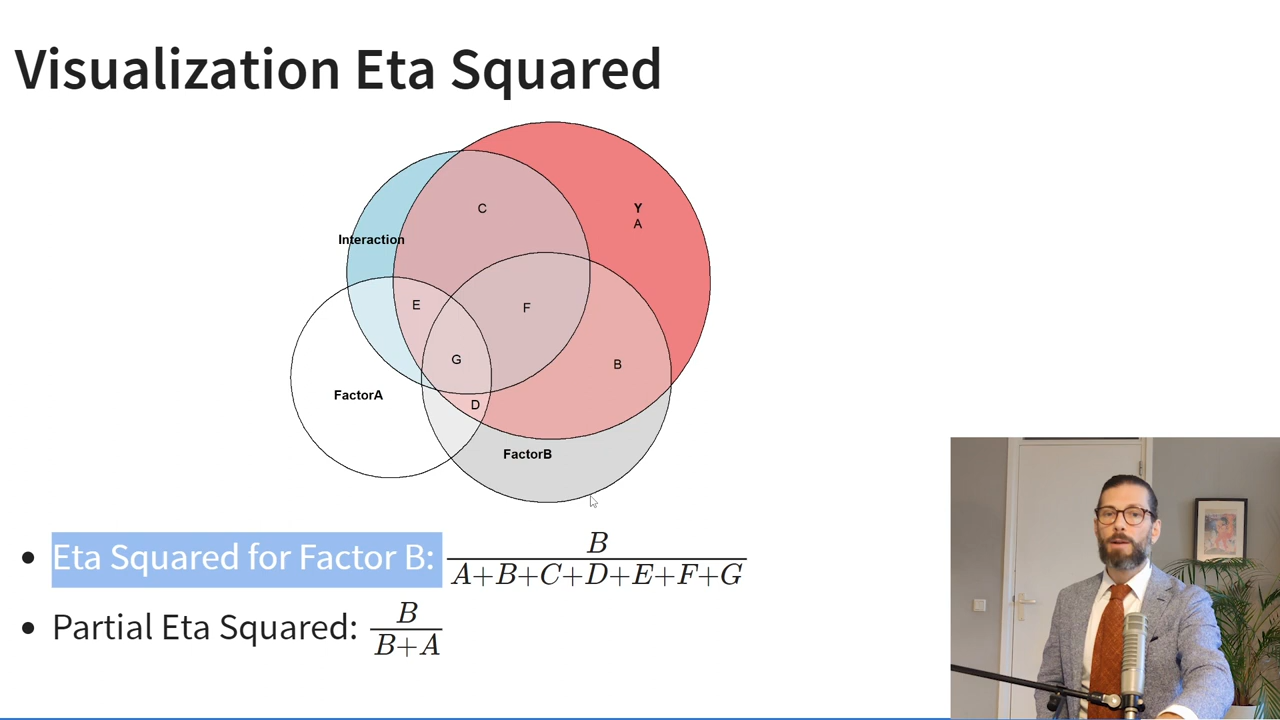 Visualization Eta Squared
C
Y
A
Interaction
E
F
G
B
FactorA
D
FactorB
Eta Squared for Factor B: B / A+B+C+D+E+F+G
Partial Eta Squared: B / B+A